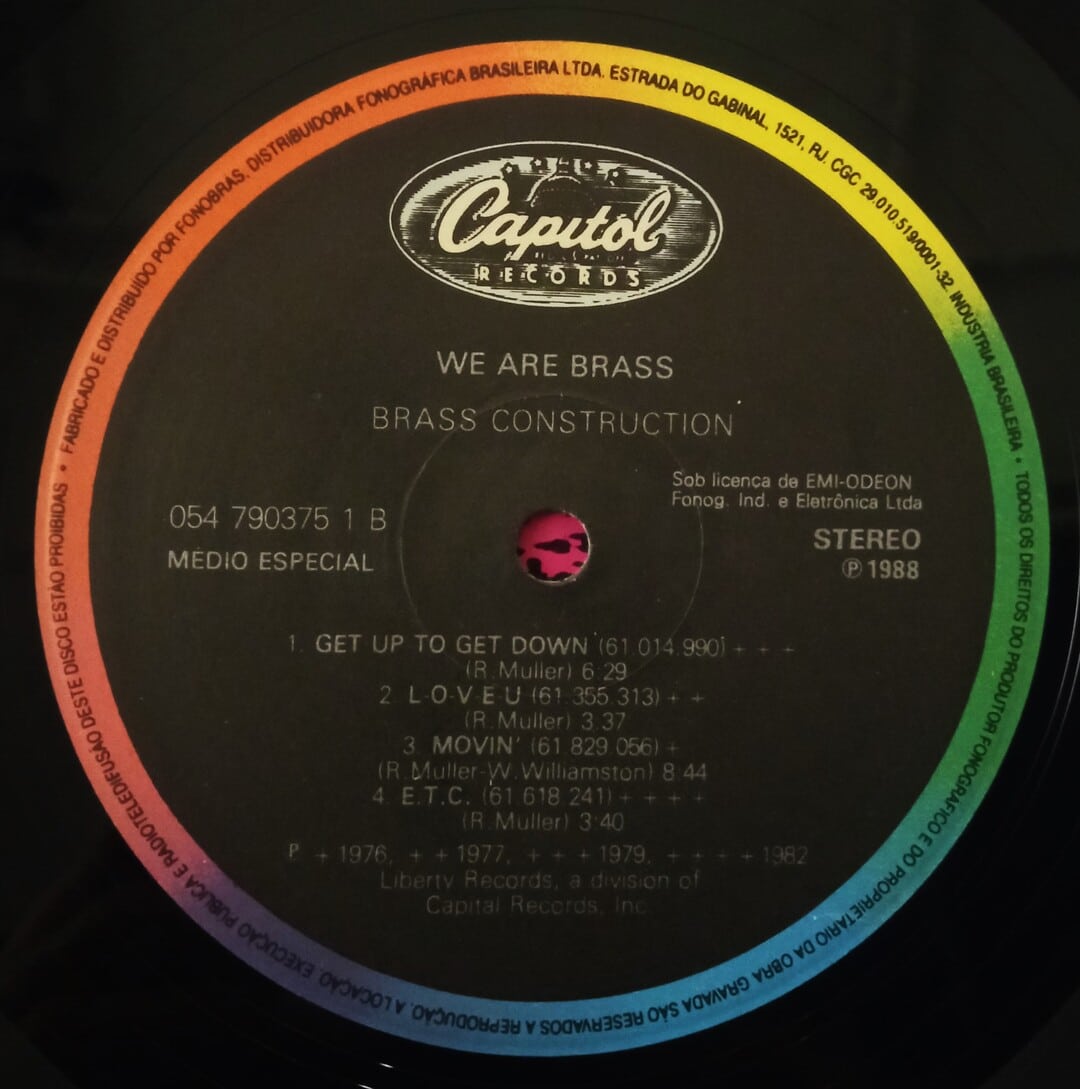 Capitol
RECORDS
WE ARE BRASS
BRASS CONSTRUCTION
Sob licença de EMI-ODEON
Fonog. Ind. e Eletrônica Ltda
054 790375 1 B
MÉDIO ESPECIAL
STEREO
℗ 1988
1. GET UP TO GET DOWN (61.014.990) + + +
(R. Muller) 6:29
2. L-O-V-E-U (61.355.313) + +
(R. Muller) 3.37
3. MOVIN' (61.829.056) +
(R. Muller-W. Williamston) 8:44
4. E.T.C. (61.618.241) + + + +
(R. Muller) 3:40
℗ + 1976, + + 1977, + + + 1979, + + + + 1982
Liberty Records, a division of
Capital Records, Inc.
• FABRICADO E DISTRIBUIDO POR FONOBRAS. DISTRIBUIDORA FONOGRÁFICA BRASILEIRA LTDA. ESTRADA DO GABINAL, 1521, RJ. CGC 29.010.519/0001-32. INDUSTRIA BRASILEIRA • TODOS OS DIREITOS DO PRODUTOR FONOGRAFICO E DO PROPRIETARIO DA OBRA GRAVADA SÃO RESERVADOS A REPRODUÇÃO. A LOCAÇÃO. EXECUÇÃO PUBLICA E RADIOTELEDIFUSÃO DESTE DISCO ESTÃO PROIBIDAS